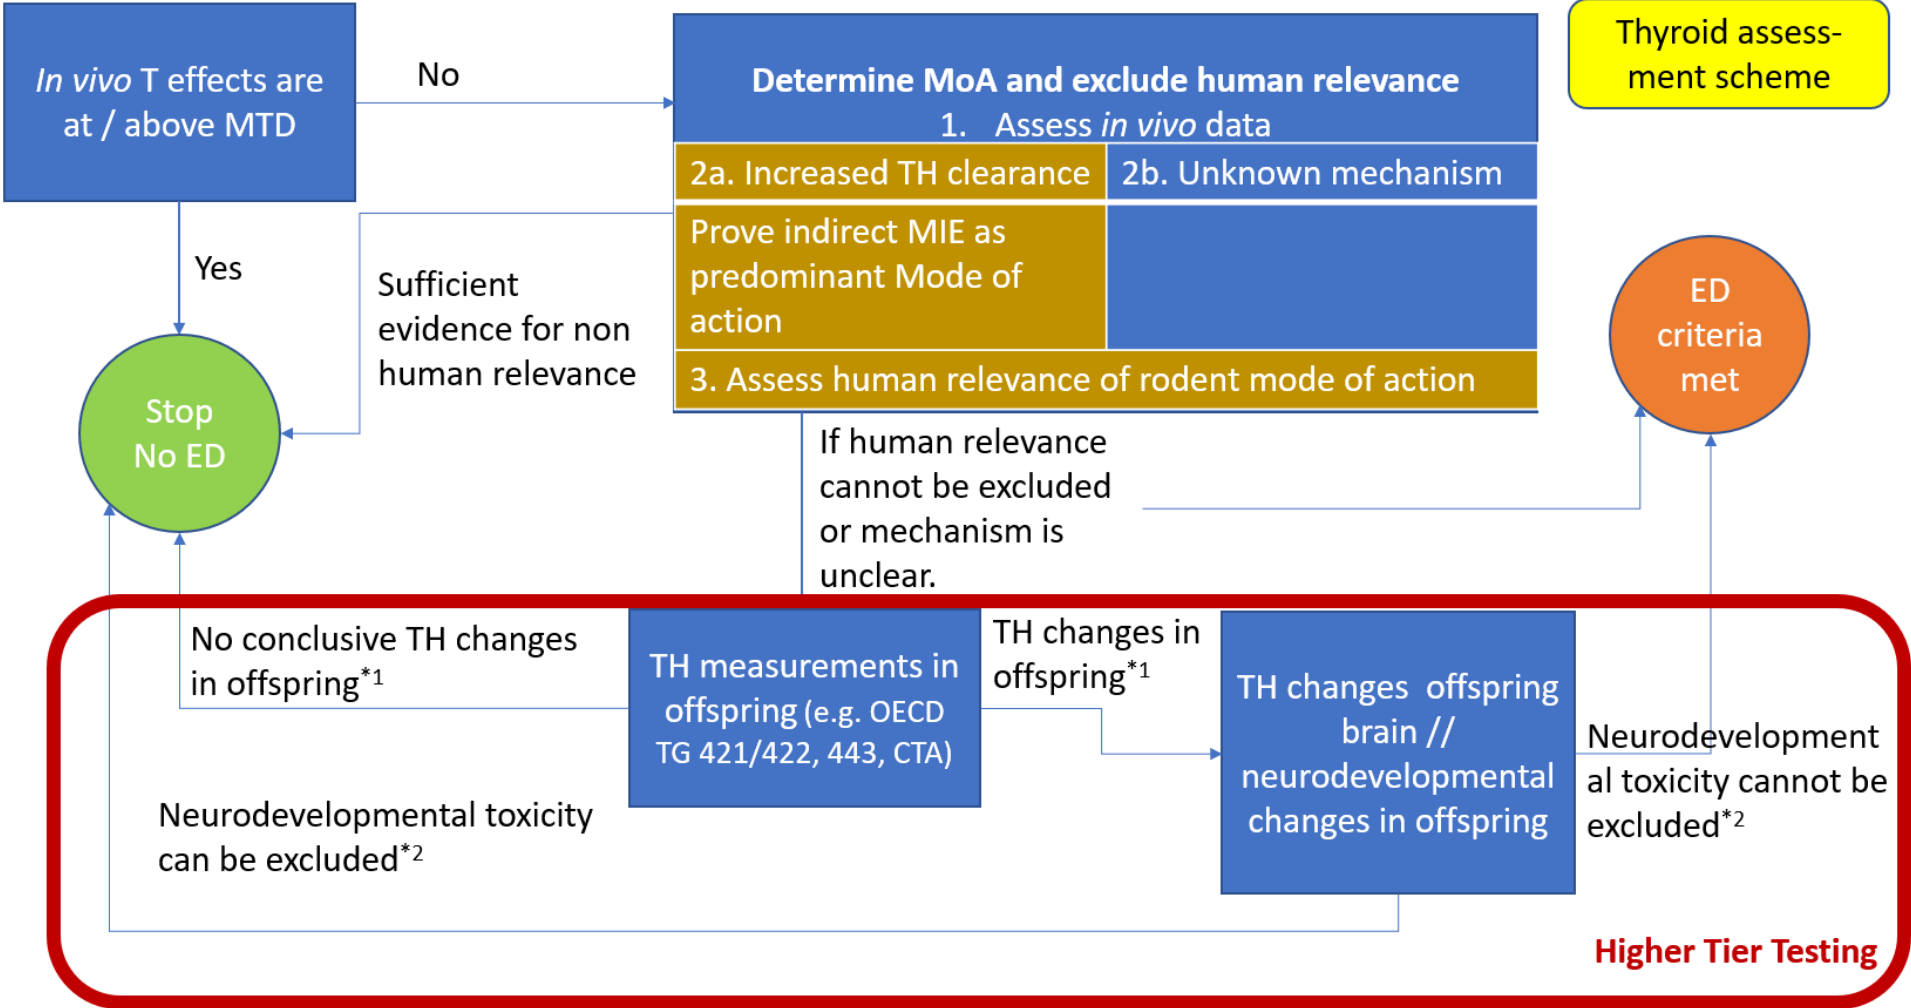 In vivo T effects are
at / above MTD
No
Determine MoA and exclude human relevance
1. Assess in vivo data
2a. Increased TH clearance
2b. Unknown mechanism
Prove indirect MIE as
predominant Mode of
action
3. Assess human relevance of rodent mode of action
Thyroid assess-
ment scheme
Yes
Sufficient
evidence for non
human relevance
Stop
No ED
ED
criteria
met
If human relevance
cannot be excluded
or mechanism is
unclear.
No conclusive TH changes
in offspring*1
TH measurements in
offspring (e.g. OECD
TG 421/422, 443, CTA)
TH changes in
offspring*1
TH changes offspring
brain //
neurodevelopmental
changes in offspring
Neurodevelopment
al toxicity cannot be
excluded*2
Neurodevelopmental toxicity
can be excluded*2
Higher Tier Testing